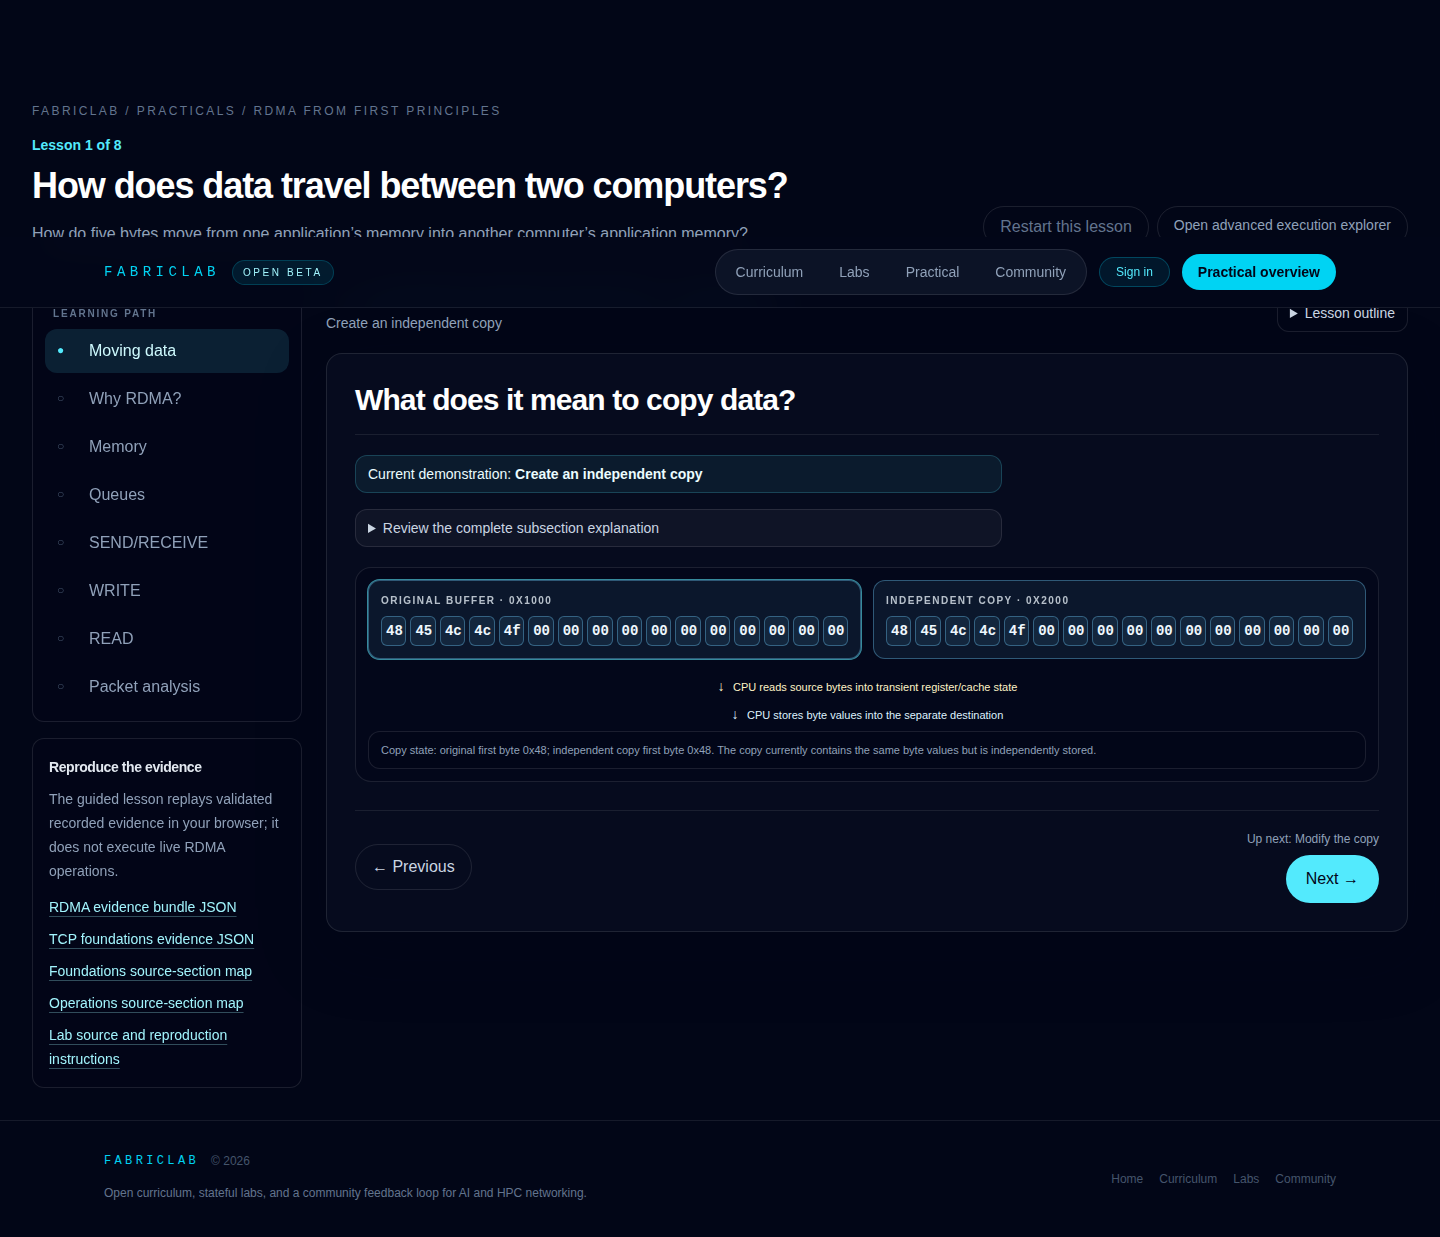 FABRICLAB / PRACTICALS / RDMA FROM FIRST PRINCIPLES
Lesson 1 of 8
How does data travel between two computers?
How do five bytes move from one application’s memory into another computer’s application memory?
Restart this lesson
Open advanced execution explorer
FABRICLAB
OPEN BETA
Curriculum
Labs
Practical
Community
Sign in
Practical overview
LEARNING PATH
Moving data
Why RDMA?
Memory
Queues
SEND/RECEIVE
WRITE
READ
Packet analysis
Reproduce the evidence
The guided lesson replays validated
recorded evidence in your browser; it
does not execute live RDMA
operations.
RDMA evidence bundle JSON
TCP foundations evidence JSON
Foundations source-section map
Operations source-section map
Lab source and reproduction
instructions
Create an independent copy
▶ Lesson outline
What does it mean to copy data?
Current demonstration: Create an independent copy
▶ Review the complete subsection explanation
ORIGINAL BUFFER · 0X1000
48 45 4c 4c 4f 00 00 00 00 00 00 00 00 00 00 00
INDEPENDENT COPY · 0X2000
48 45 4c 4c 4f 00 00 00 00 00 00 00 00 00 00 00
↓ CPU reads source bytes into transient register/cache state
↓ CPU stores byte values into the separate destination
Copy state: original first byte 0x48; independent copy first byte 0x48. The copy currently contains the same byte values but is independently stored.
← Previous
Up next: Modify the copy
Next →
FABRICLAB © 2026
Open curriculum, stateful labs, and a community feedback loop for AI and HPC networking.
Home
Curriculum
Labs
Community